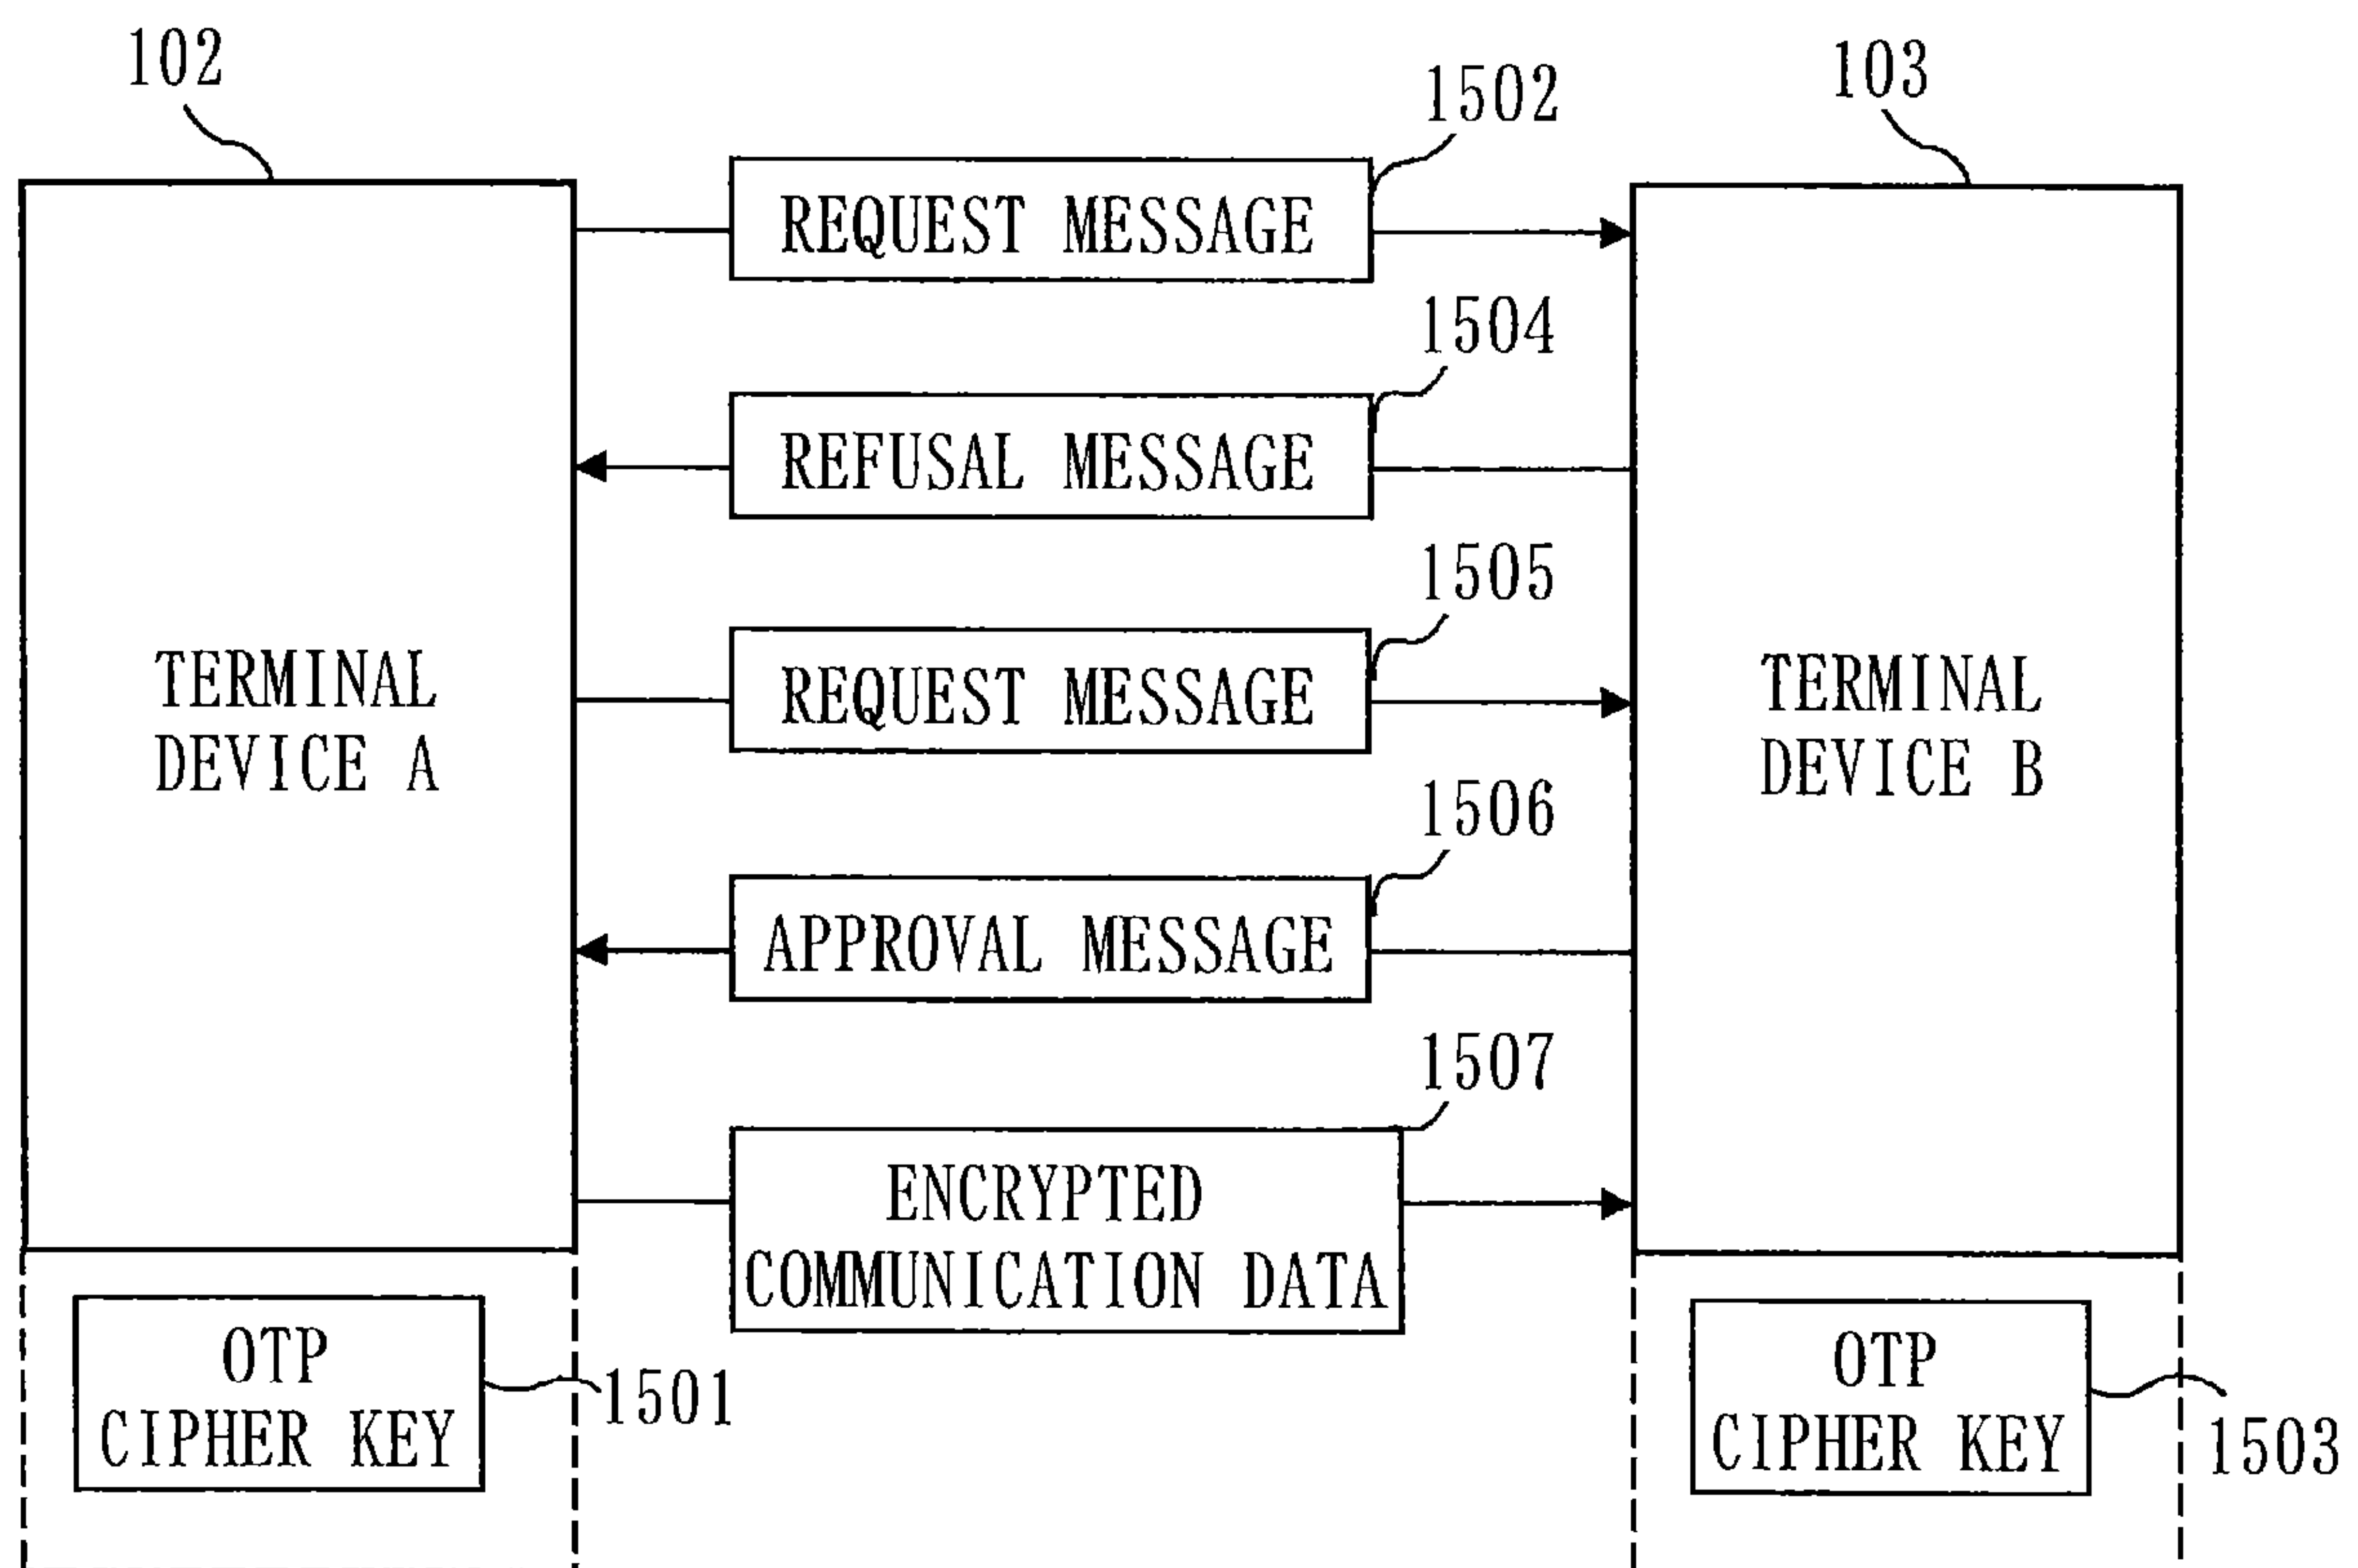 102
103
1502
REQUEST MESSAGE
1504
REFUSAL MESSAGE
1505
REQUEST MESSAGE
TERMINAL
DEVICE A
TERMINAL
DEVICE B
1506
APPROVAL MESSAGE
1507
ENCRYPTED
COMMUNICATION DATA
OTP
CIPHER KEY
1501
OTP
CIPHER KEY
1503